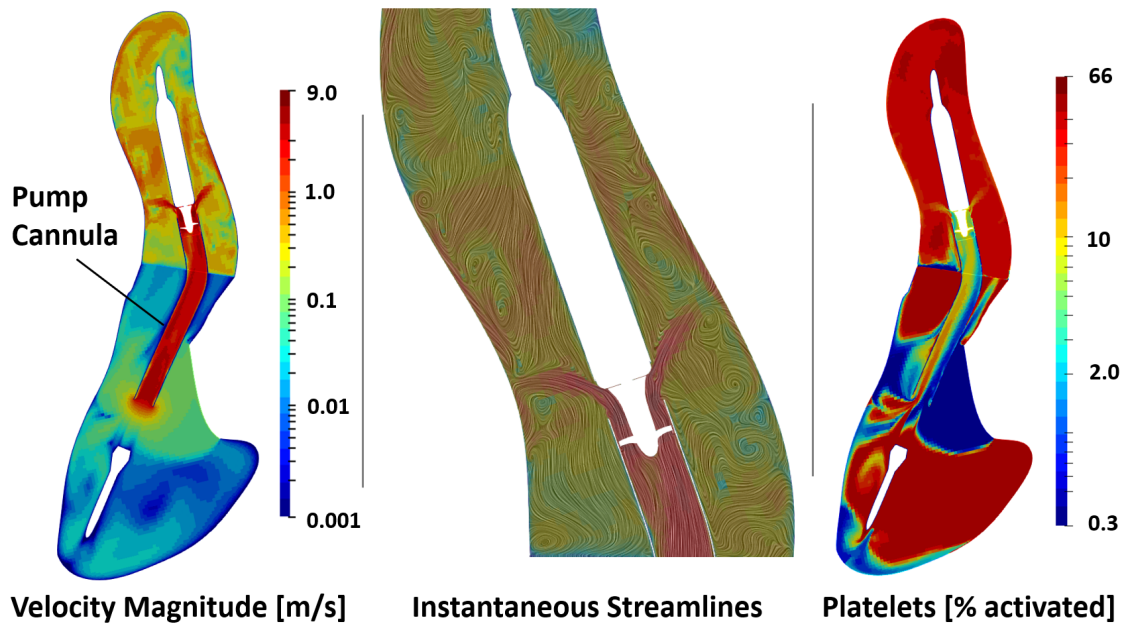 Pump
Cannula
9.0
1.0
0.1
0.01
0.001
66
10
2.0
0.3
Velocity Magnitude [m/s]
Instantaneous Streamlines
Platelets [% activated]